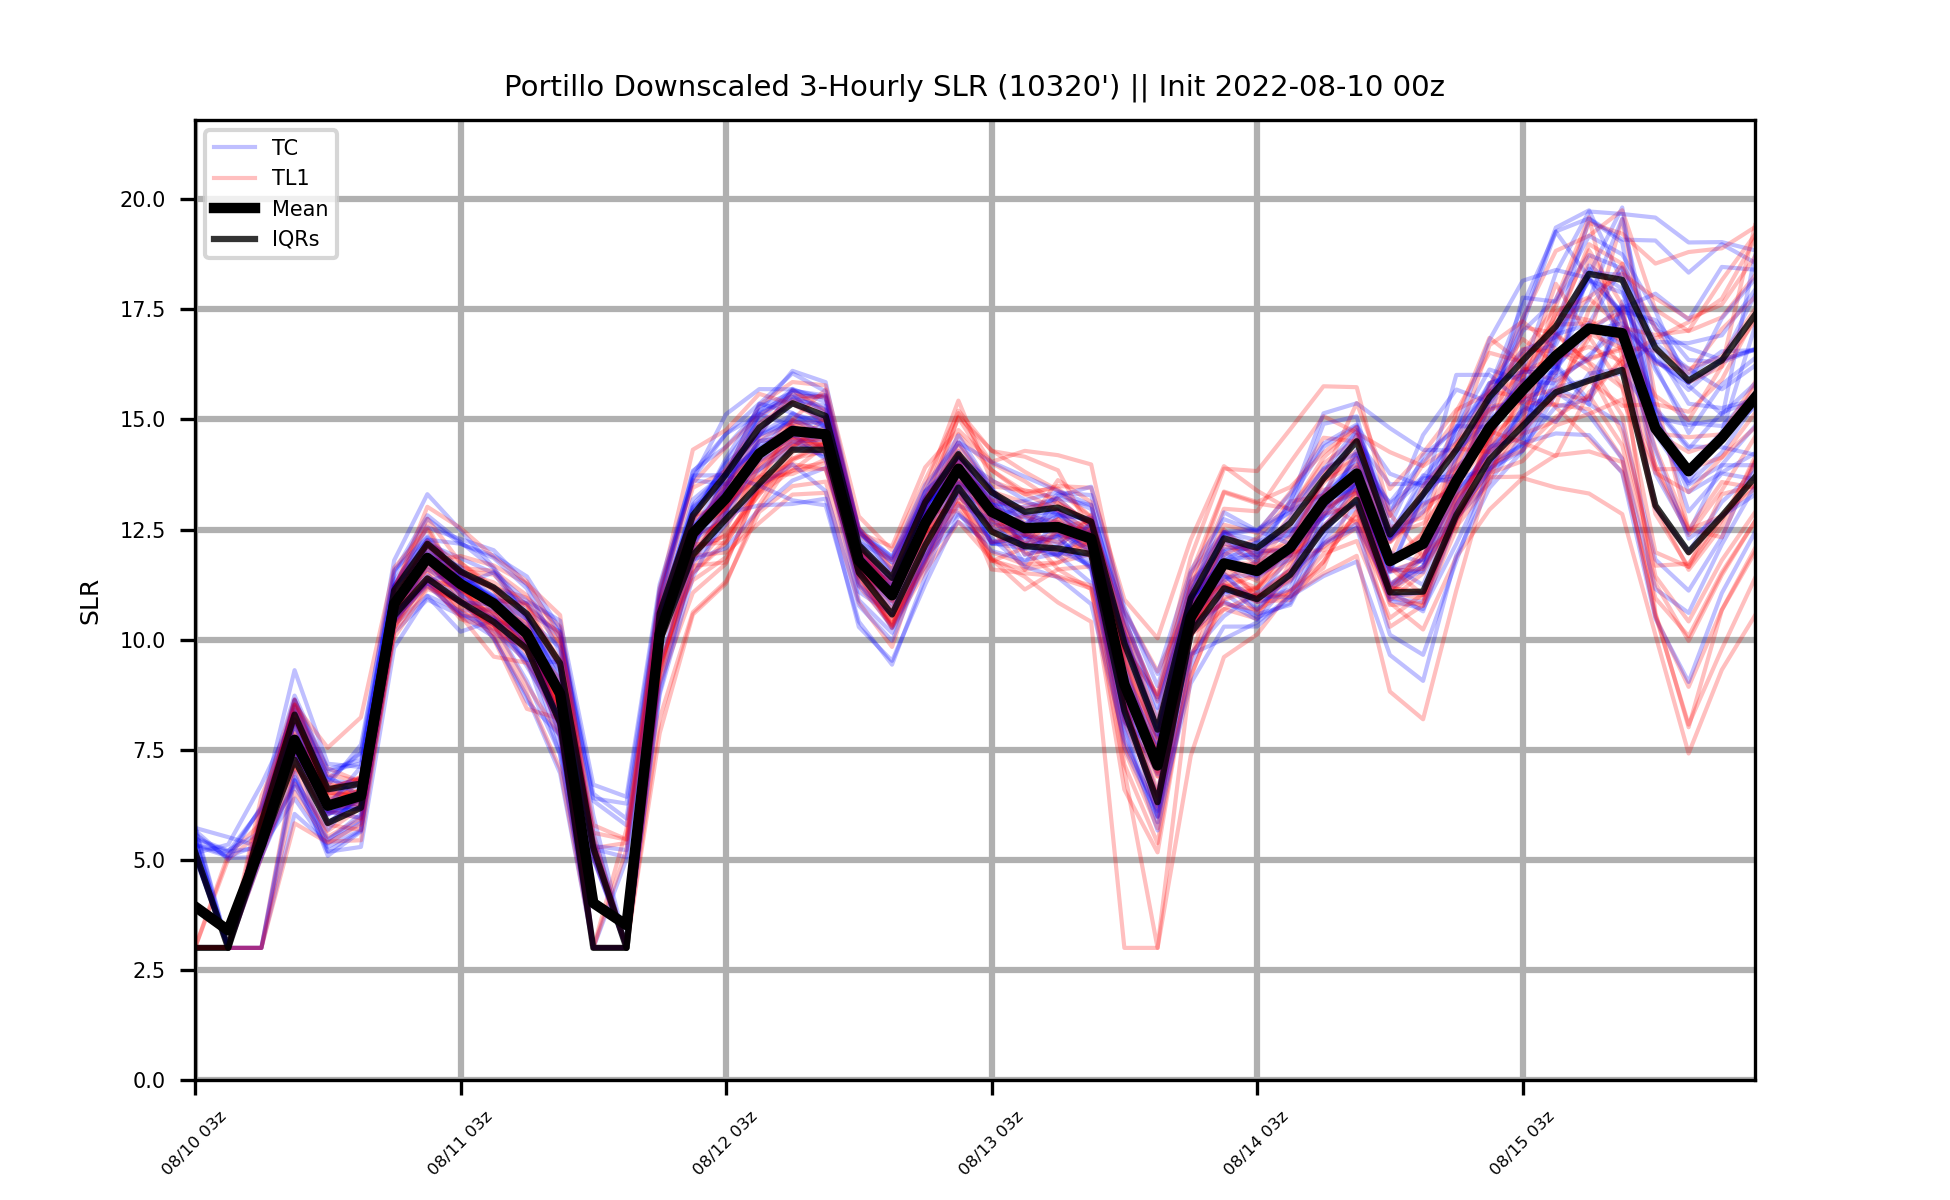 Portillo Downscaled 3-Hourly SLR (10320') || Init 2022-08-10 00z
TC
TL1
Mean
IQRs
SLR
20.0
17.5
15.0
12.5
10.0
7.5
5.0
2.5
0.0
08/10 03z
08/11 03z
08/12 03z
08/13 03z
08/14 03z
08/15 03z